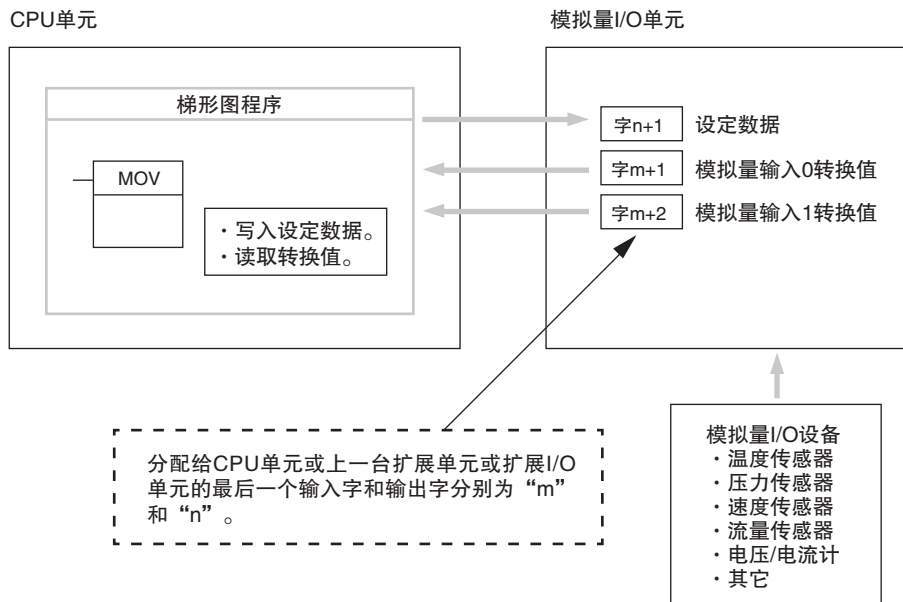 CPU单元
模拟量I/O单元
梯形图程序
MOV
・写入设定数据。
・读取转换值。
字n+1 设定数据
字m+1 模拟量输入0转换值
字m+2 模拟量输入1转换值
分配给CPU单元或上一台扩展单元或扩展I/O
单元的最后一个输入字和输出字分别为“m”
和“n”。
模拟量I/O设备
・温度传感器
・压力传感器
・速度传感器
・流量传感器
・电压/电流计
・其它